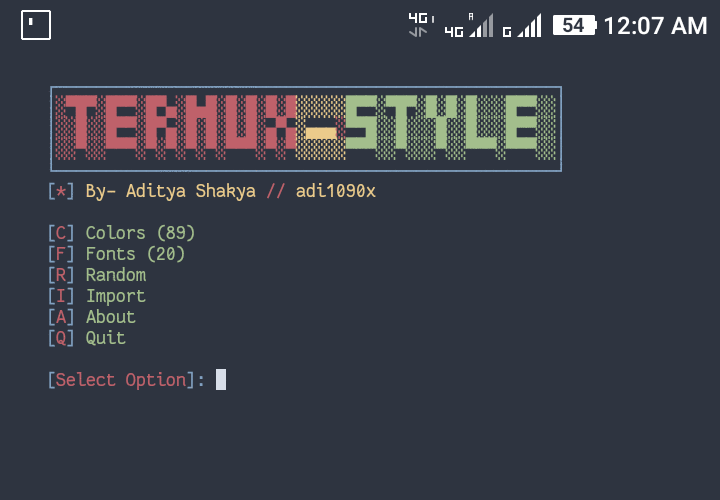 4G 4G R G 54 12:07 AM
TERMUX-STYLE
[*] By- Aditya Shakya // adi1090x
[C] Colors (89)
[F] Fonts (20)
[R] Random
[I] Import
[A] About
[Q] Quit
[Select Option]: